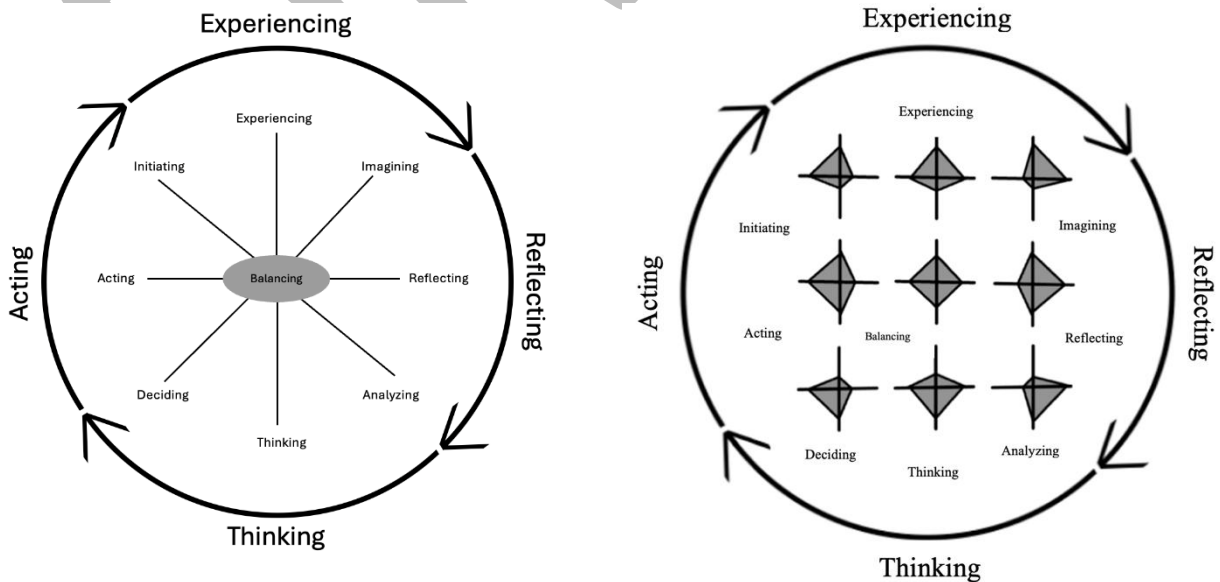 Experiencing
Experiencing
Initiating
Imagining
Acting
Acting
Balancing
Reflecting
Reflecting
Deciding
Analyzing
Thinking
Thinking
Experiencing
Experiencing
Initiating
Imagining
Acting
Acting
Balancing
Reflecting
Reflecting
Deciding
Thinking
Analyzing
Thinking